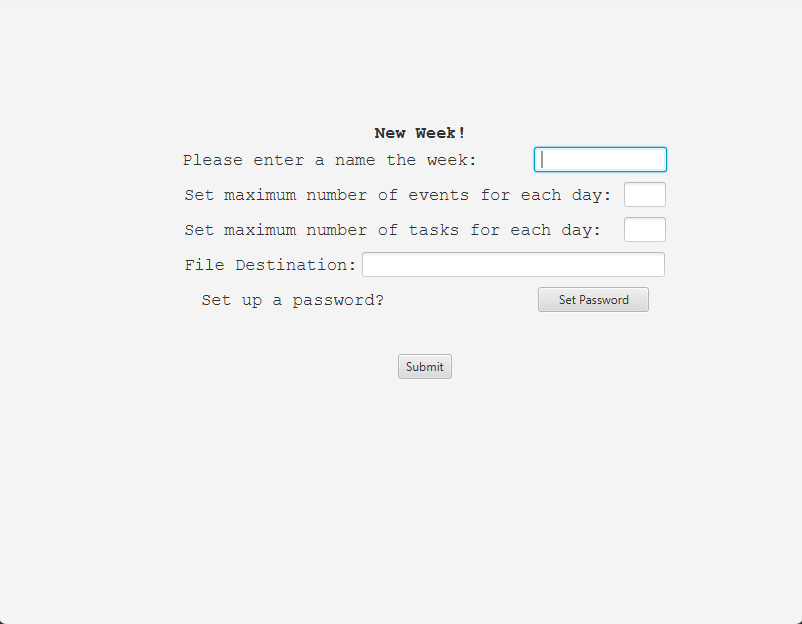 New Week!
Please enter a name the week:
Set maximum number of events for each day:
Set maximum number of tasks for each day:
File Destination:
Set up a password? Set Password
Submit